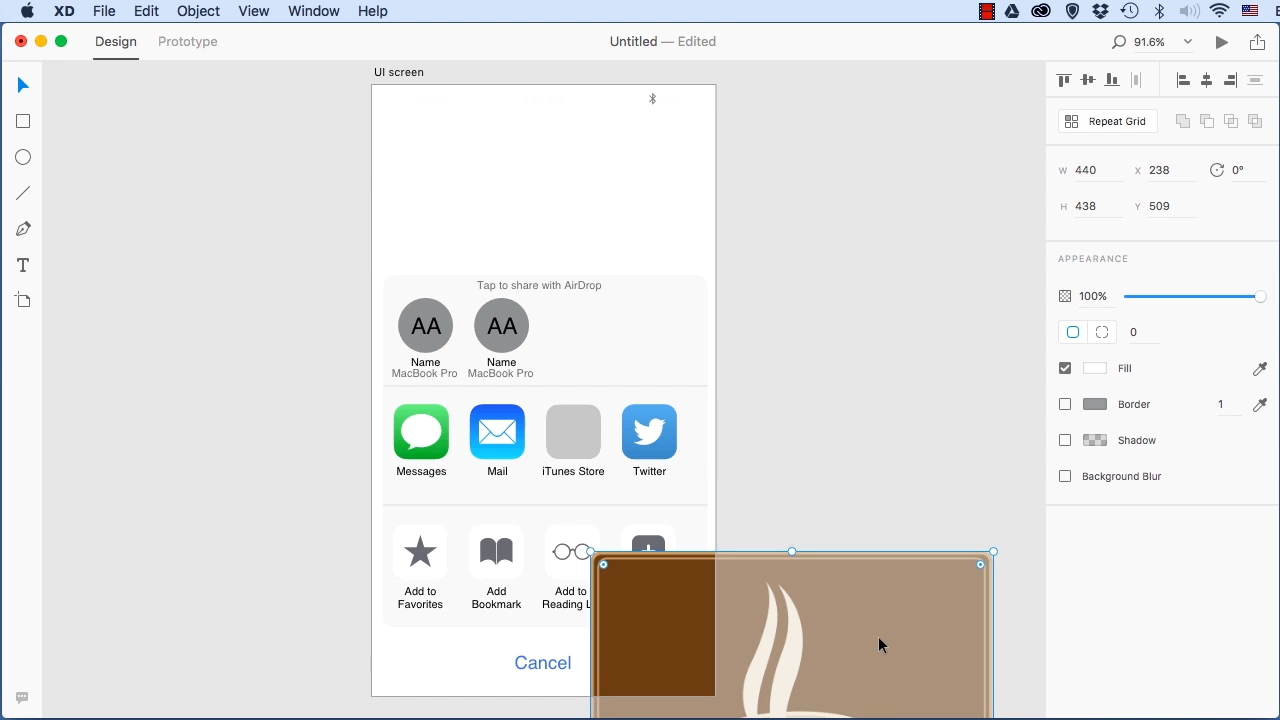 XD File Edit Object View Window Help
Design Prototype
Untitled — Edited
91.6%
UI screen
Repeat Grid
W 440 X 238 0°
H 438 Y 509
APPEARANCE
100%
0
Fill
Border 1
Shadow
Background Blur
Tap to share with AirDrop
AA AA
Name Name
MacBook Pro MacBook Pro
Messages Mail iTunes Store Twitter
Add to Add Add to
Favorites Bookmark Reading L
Cancel